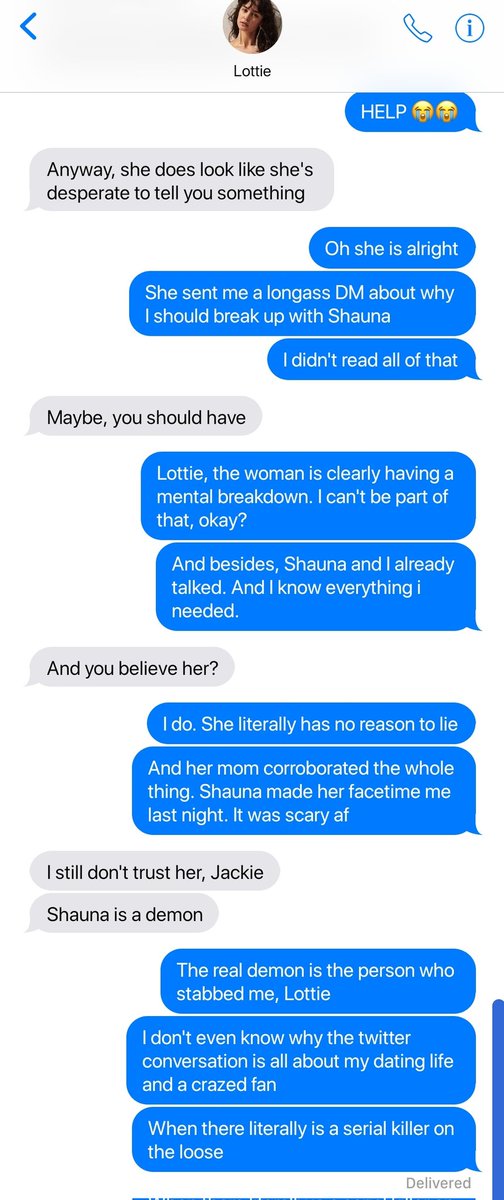 Lottie
HELP 😭😭
Anyway, she does look like she's
desperate to tell you something
Oh she is alright
She sent me a longass DM about why
I should break up with Shauna
I didn't read all of that
Maybe, you should have
Lottie, the woman is clearly having a
mental breakdown. I can't be part of
that, okay?
And besides, Shauna and I already
talked. And I know everything i
needed.
And you believe her?
I do. She literally has no reason to lie
And her mom corroborated the whole
thing. Shauna made her facetime me
last night. It was scary af
I still don't trust her, Jackie
Shauna is a demon
The real demon is the person who
stabbed me, Lottie
I don't even know why the twitter
conversation is all about my dating life
and a crazed fan
When there literally is a serial killer on
the loose
Delivered